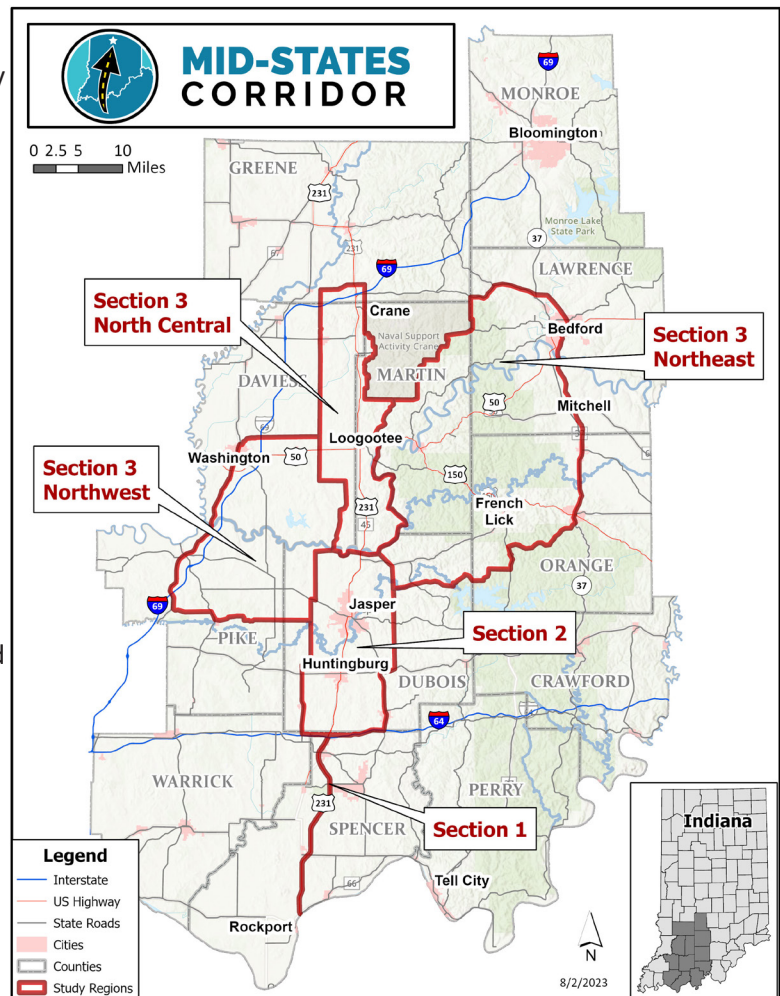 MID-STATES
CORRIDOR
0 2.5 5 10
Miles
69
MONROE
Bloomington
GREENE
231
Monroe Lake
State Park
37
67
231
LAWRENCE
69
Section 3
North Central
Crane
Naval Support
Activity Crane
Bedford
Section 3
Northeast
DAVIESS
MARTIN
50
Mitchell
Loogootee
Washington
50
150
Section 3
Northwest
231
French
Lick
45
ORANGE
69
37
Jasper
PIKE
Section 2
Huntingburg
DUBOIS
CRAWFORD
64
WARRICK
PERRY
231
SPENCER
Section 1
66
Tell City
Rockport
Legend
Interstate
US Highway
State Roads
Cities
Counties
Study Regions
N
8/2/2023
Indiana